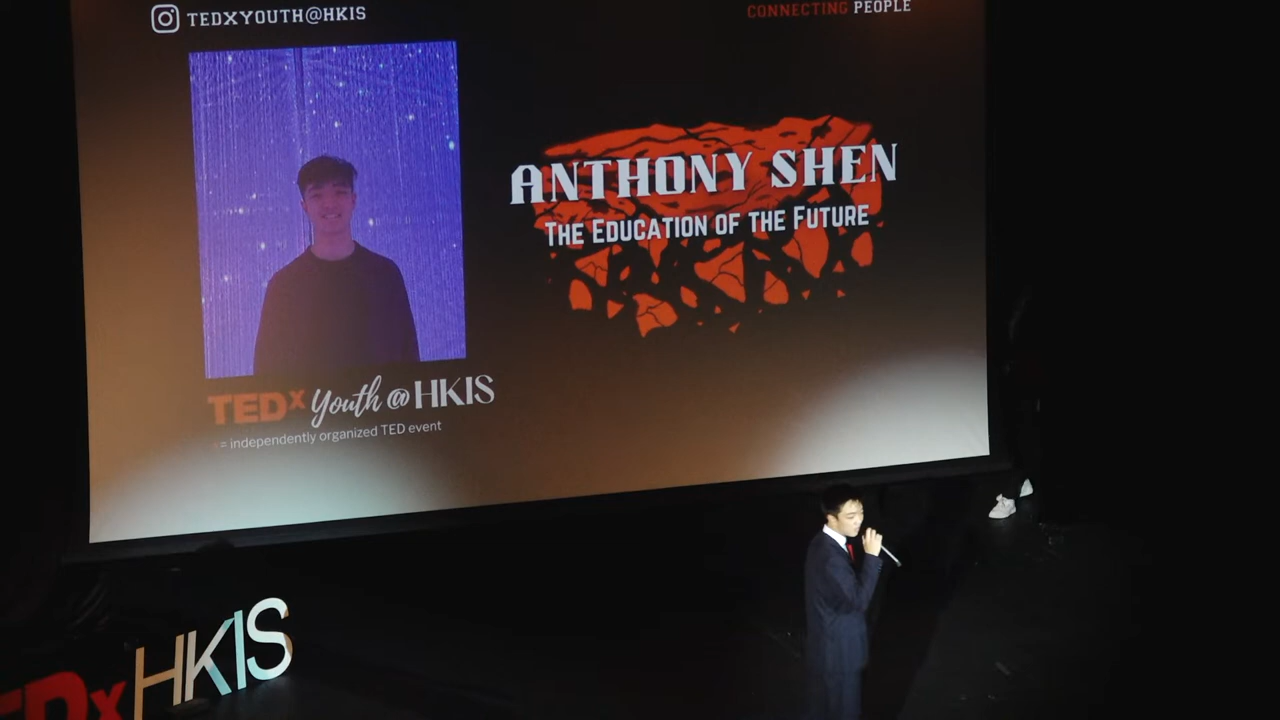 TEDXYOUTH@HKIS
CONNECTING PEOPLE
ANTHONY SHEN
THE EDUCATION OF THE FUTURE
TEDx Youth @ HKIS
x = independently organized TED event
TEDx HKIS